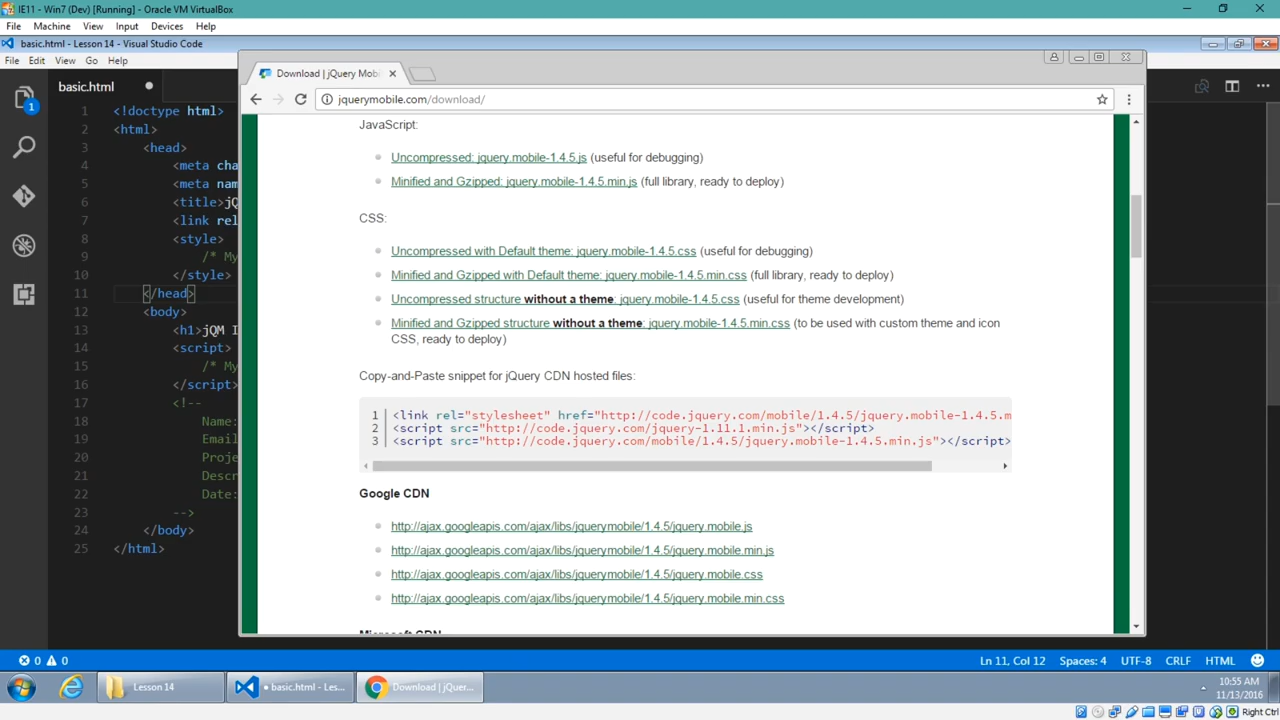 IE11 - Win7 (Dev) [Running] - Oracle VM VirtualBox
File Machine View Input Devices Help
basic.html - Lesson 14 - Visual Studio Code
File Edit View Go Help
basic.html
1 <!doctype html>
2 <html>
3 <head>
4 <meta cha
5 <meta nam
6 <title>jQ
7 <link rel
8 <style>
9 /* My
10 </style>
11 </head>
12 <body>
13 <h1>jQM I
14 <script>
15 /* My
16 </script>
17 <!--
18 Name:
19 Email
20 Proje
21 Descr
22 Date:
23 -->
24 </body>
25 </html>
1
Download | jQuery Mob
jquerymobile.com/download/
JavaScript:
Uncompressed: jquery.mobile-1.4.5.js (useful for debugging)
Minified and Gzipped: jquery.mobile-1.4.5.min.js (full library, ready to deploy)
CSS:
Uncompressed with Default theme: jquery.mobile-1.4.5.css (useful for debugging)
Minified and Gzipped with Default theme: jquery.mobile-1.4.5.min.css (full library, ready to deploy)
Uncompressed structure without a theme: jquery.mobile-1.4.5.css (useful for theme development)
Minified and Gzipped structure without a theme: jquery.mobile-1.4.5.min.css (to be used with custom theme and icon
CSS, ready to deploy)
Copy-and-Paste snippet for jQuery CDN hosted files:
1 <link rel="stylesheet" href="http://code.jquery.com/mobile/1.4.5/jquery.mobile-1.4.5.m
2 <script src="http://code.jquery.com/jquery-1.11.1.min.js"></script>
3 <script src="http://code.jquery.com/mobile/1.4.5/jquery.mobile-1.4.5.min.js"></script>
Google CDN
http://ajax.googleapis.com/ajax/libs/jquerymobile/1.4.5/jquery.mobile.js
http://ajax.googleapis.com/ajax/libs/jquerymobile/1.4.5/jquery.mobile.min.js
http://ajax.googleapis.com/ajax/libs/jquerymobile/1.4.5/jquery.mobile.css
http://ajax.googleapis.com/ajax/libs/jquerymobile/1.4.5/jquery.mobile.min.css
Microsoft CDN
0 0 Ln 11, Col 12 Spaces: 4 UTF-8 CRLF HTML
Lesson 14 • basic.html - Les... Download | jQuer...
10:55 AM
11/13/2016
Right Ctrl